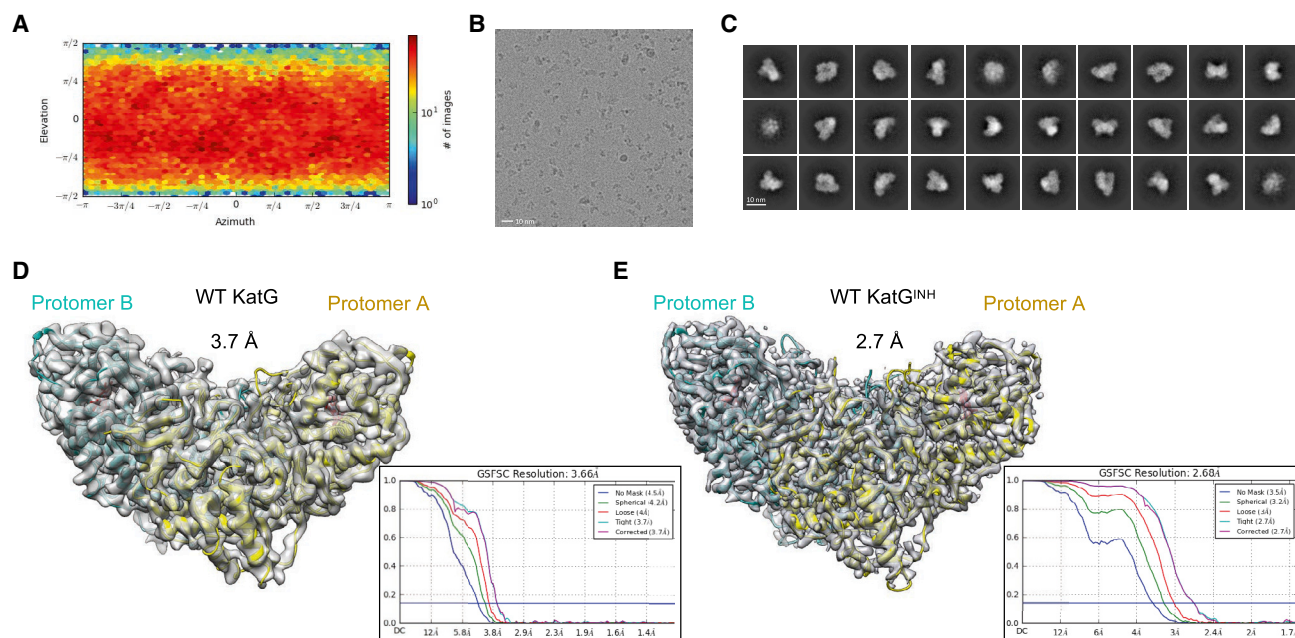 A
B
C
π/2
π/4
0
−π/4
−π/2
Elevation
−π
−3π/4
−π/2
−π/4
0
π/4
π/2
3π/4
π
Azimuth
10¹
10⁰
# of images
10 nm
10 nm
D
E
Protomer B
WT KatG
Protomer A
3.7 Å
Protomer B
WT KatGᴵᴺᴴ
Protomer A
2.7 Å
GSFSC Resolution: 3.66Å
1.0
0.8
0.6
0.4
0.2
0.0
No Mask (4.5Å)
Spherical (4.2Å)
Loose (4Å)
Tight (3.7Å)
Corrected (3.7Å)
DC
12Å
5.8Å
3.8Å
2.9Å
2.3Å
1.9Å
1.6Å
1.4Å
GSFSC Resolution: 2.68Å
1.0
0.8
0.6
0.4
0.2
0.0
No Mask (3.5Å)
Spherical (3.2Å)
Loose (3Å)
Tight (2.7Å)
Corrected (2.7Å)
DC
12Å
6Å
4Å
3Å
2.4Å
2Å
1.7Å